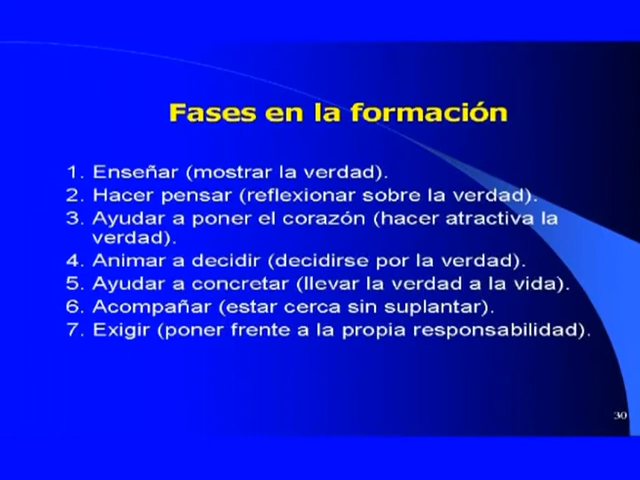 Fases en la formación
1. Enseñar (mostrar la verdad).
2. Hacer pensar (reflexionar sobre la verdad).
3. Ayudar a poner el corazón (hacer atractiva la
verdad).
4. Animar a decidir (decidirse por la verdad).
5. Ayudar a concretar (llevar la verdad a la vida).
6. Acompañar (estar cerca sin suplantar).
7. Exigir (poner frente a la propia responsabilidad).
30